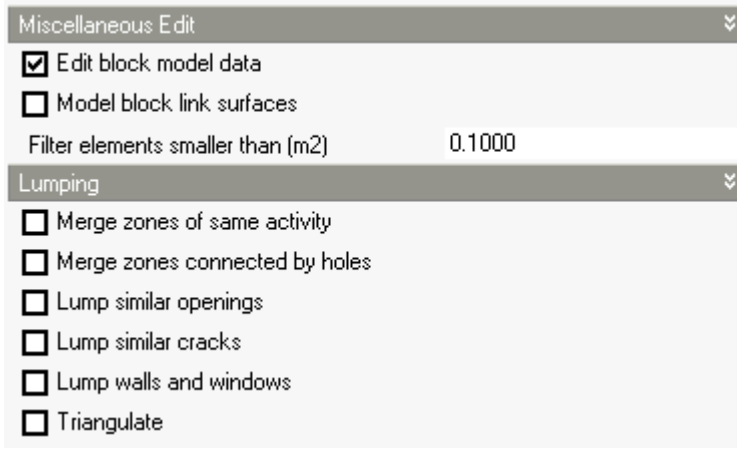 Miscellaneous Edit
Edit block model data
Model block link surfaces
Filter elements smaller than (m2) 0.1000
Lumping
Merge zones of same activity
Merge zones connected by holes
Lump similar openings
Lump similar cracks
Lump walls and windows
Triangulate